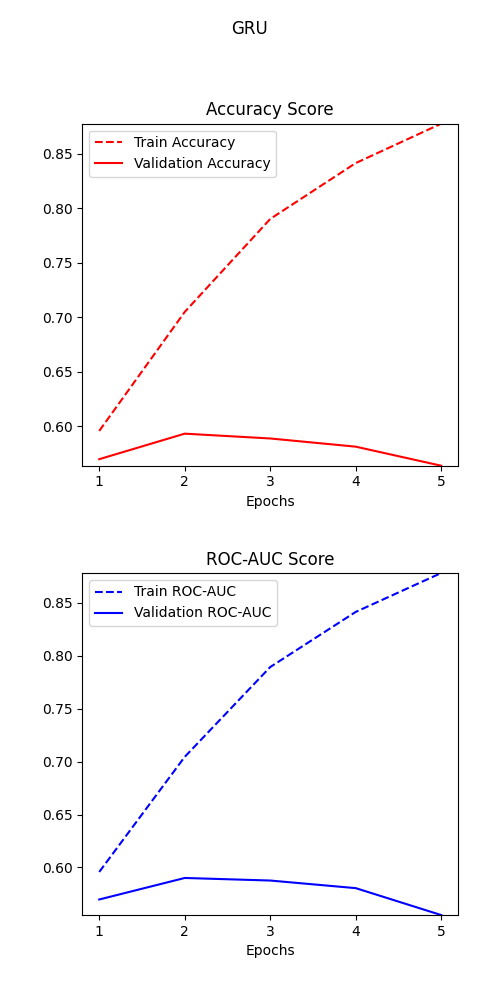 GRU
Accuracy Score
Train Accuracy
Validation Accuracy
0.85
0.80
0.75
0.70
0.65
0.60
1 2 3 4 5
Epochs
ROC-AUC Score
Train ROC-AUC
Validation ROC-AUC
0.85
0.80
0.75
0.70
0.65
0.60
1 2 3 4 5
Epochs